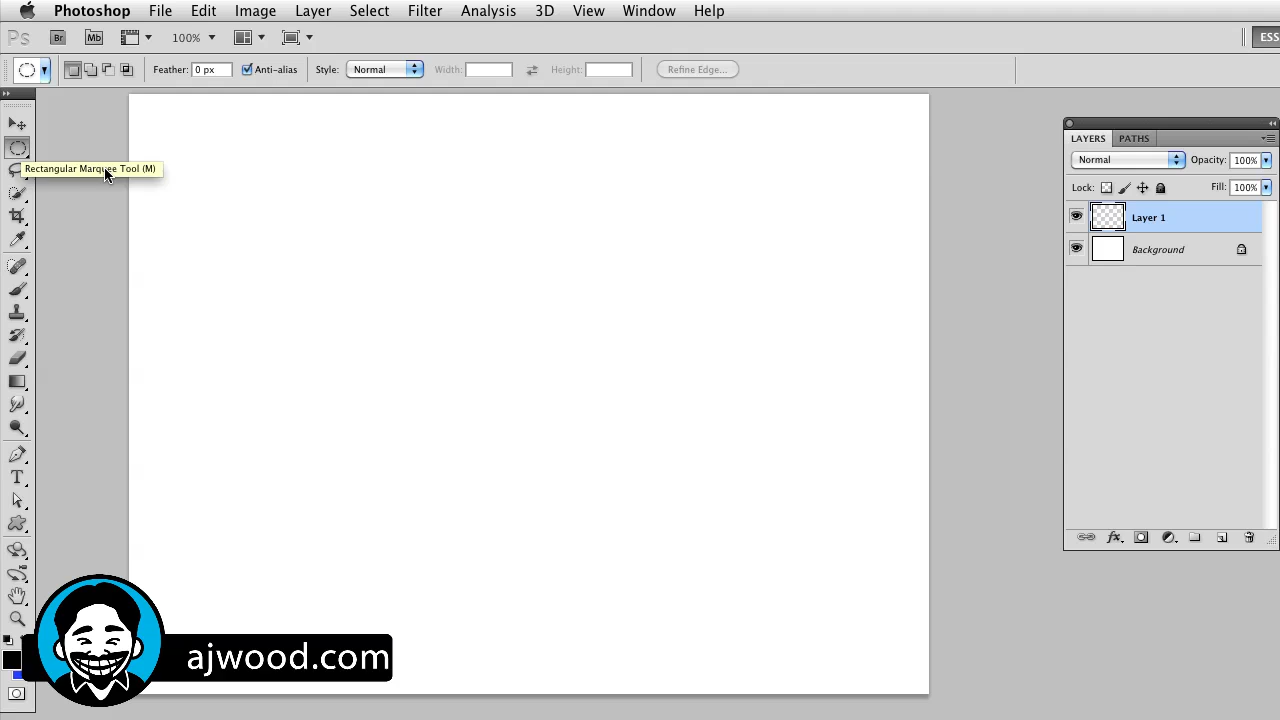 Photoshop File Edit Image Layer Select Filter Analysis 3D View Window Help
Ps Br Mb 100% ESS
Feather: 0 px Anti-alias Style: Normal Width: Height: Refine Edge...
LAYERS PATHS
Normal Opacity: 100%
Rectangular Marquee Tool (M)
Lock: Fill: 100%
Layer 1
Background
T
fx
ajwood.com